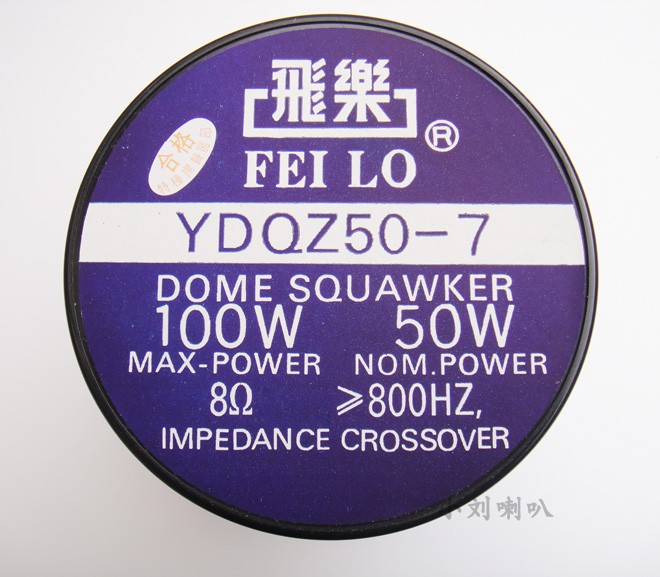 飛樂
®
FEI LO
合格
YDQZ50-7
DOME SQUAWKER
100W 50W
MAX-POWER NOM.POWER
8Ω ⩾800HZ,
IMPEDANCE CROSSOVER
小刘喇叭